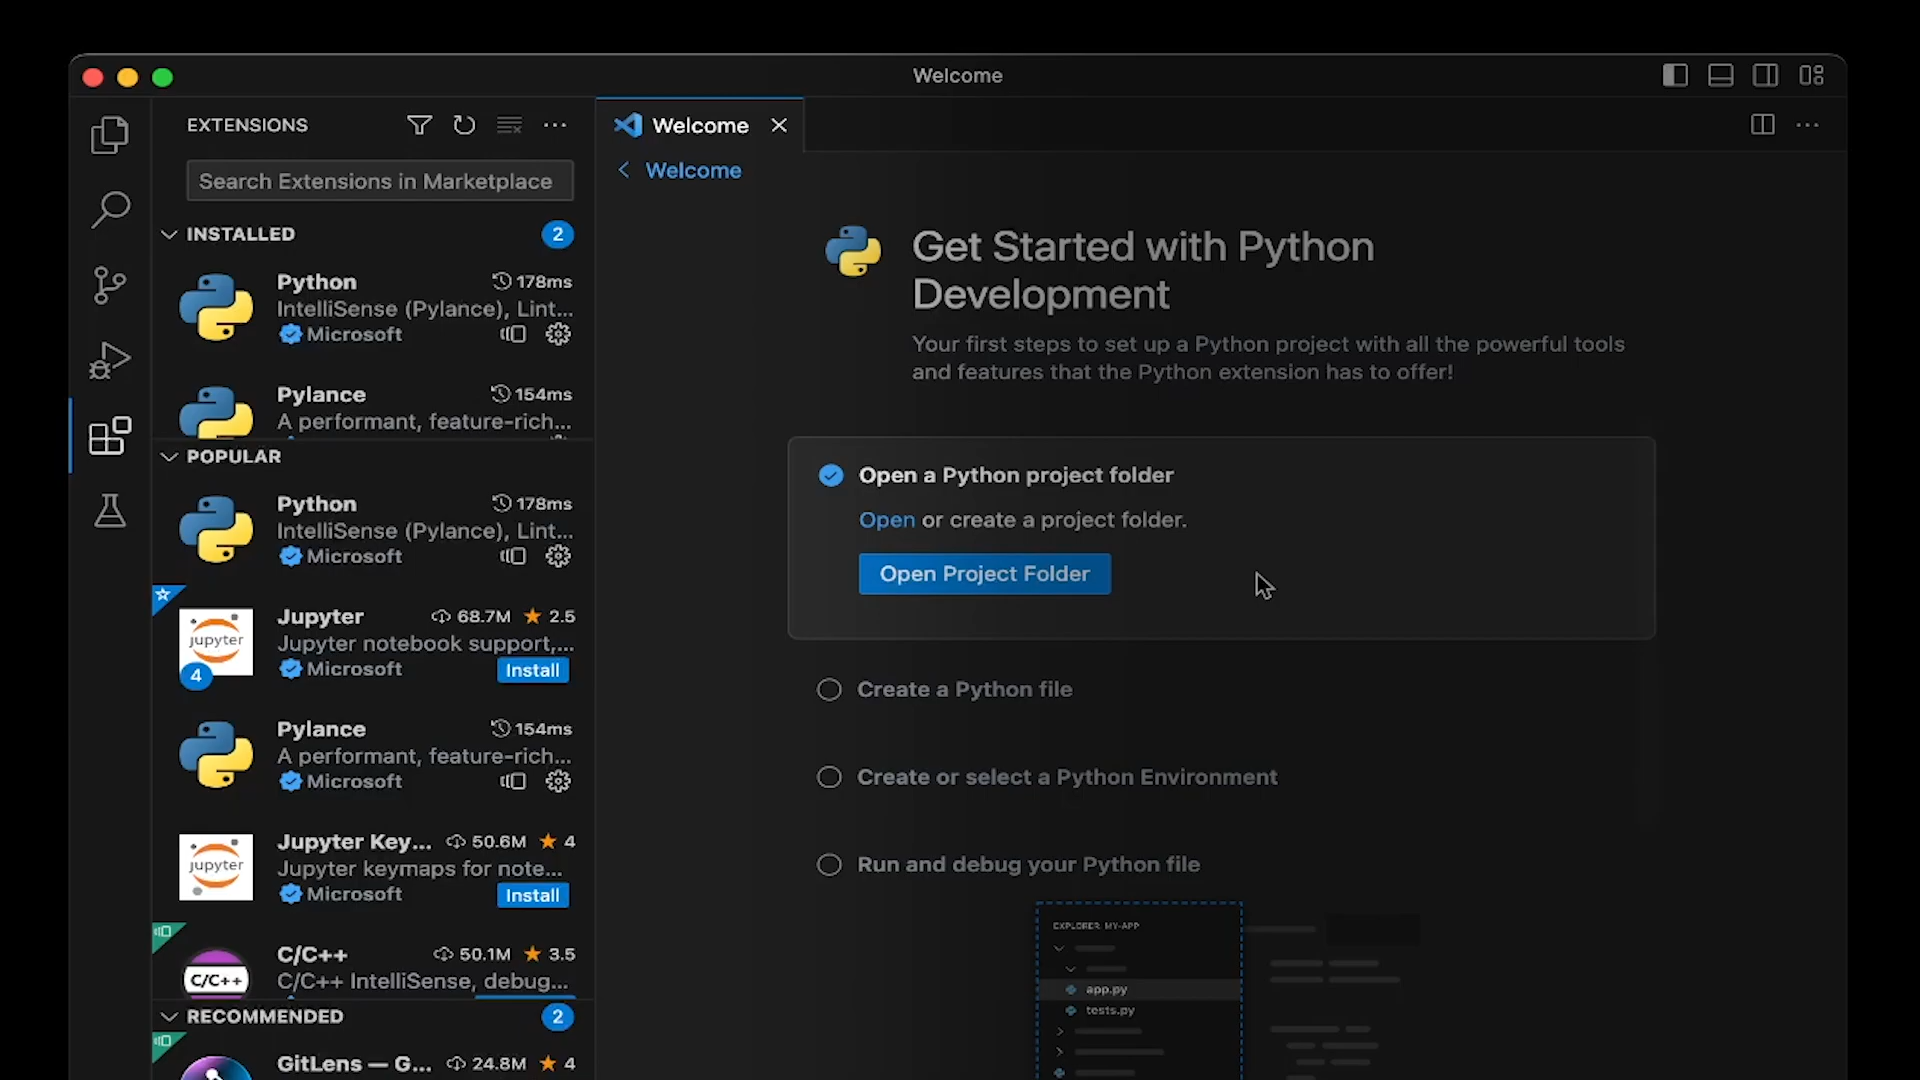 Welcome
EXTENSIONS
Search Extensions in Marketplace
INSTALLED 2
Python 178ms
IntelliSense (Pylance), Lint...
Microsoft
Pylance 154ms
A performant, feature-rich...
POPULAR
Python 178ms
IntelliSense (Pylance), Lint...
Microsoft
jupyter
4
Jupyter 68.7M 2.5
Jupyter notebook support,...
Microsoft Install
Pylance 154ms
A performant, feature-rich...
Microsoft
jupyter
Jupyter Key... 50.6M 4
Jupyter keymaps for note...
Microsoft Install
C/C++
C/C++ 50.1M 3.5
C/C++ IntelliSense, debug...
RECOMMENDED 2
GitLens — G... 24.8M 4
Welcome
Welcome
Get Started with Python
Development
Your first steps to set up a Python project with all the powerful tools
and features that the Python extension has to offer!
Open a Python project folder
Open or create a project folder.
Open Project Folder
Create a Python file
Create or select a Python Environment
Run and debug your Python file
EXPLORER: MY-APP
app.py
tests.py